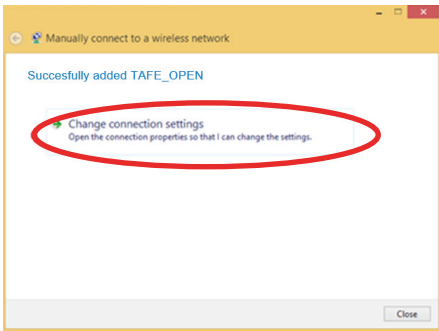 Manually connect to a wireless network
Succesfully added TAFE_OPEN
Change connection settings
Open the connection properties so that I can change the settings.
Close